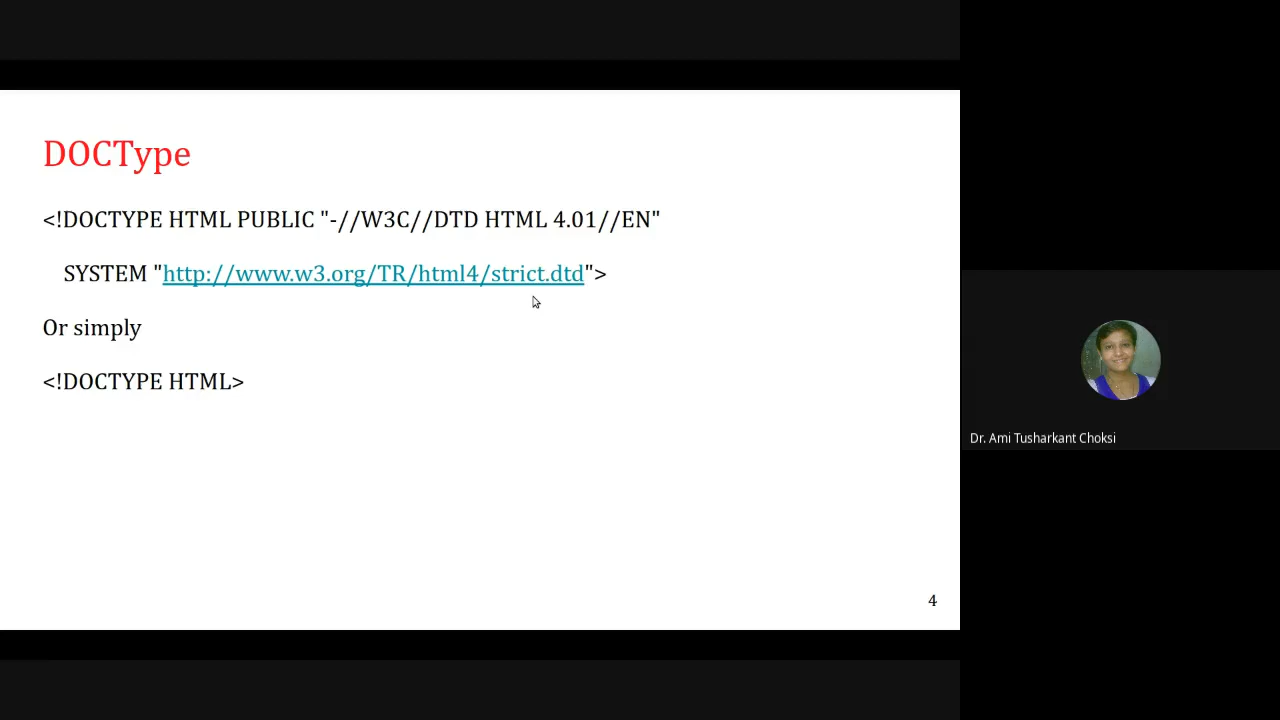 DOCType
<!DOCTYPE HTML PUBLIC "-//W3C//DTD HTML 4.01//EN"
SYSTEM "http://www.w3.org/TR/html4/strict.dtd">
Or simply
<!DOCTYPE HTML>
4
Dr. Ami Tusharkant Choksi